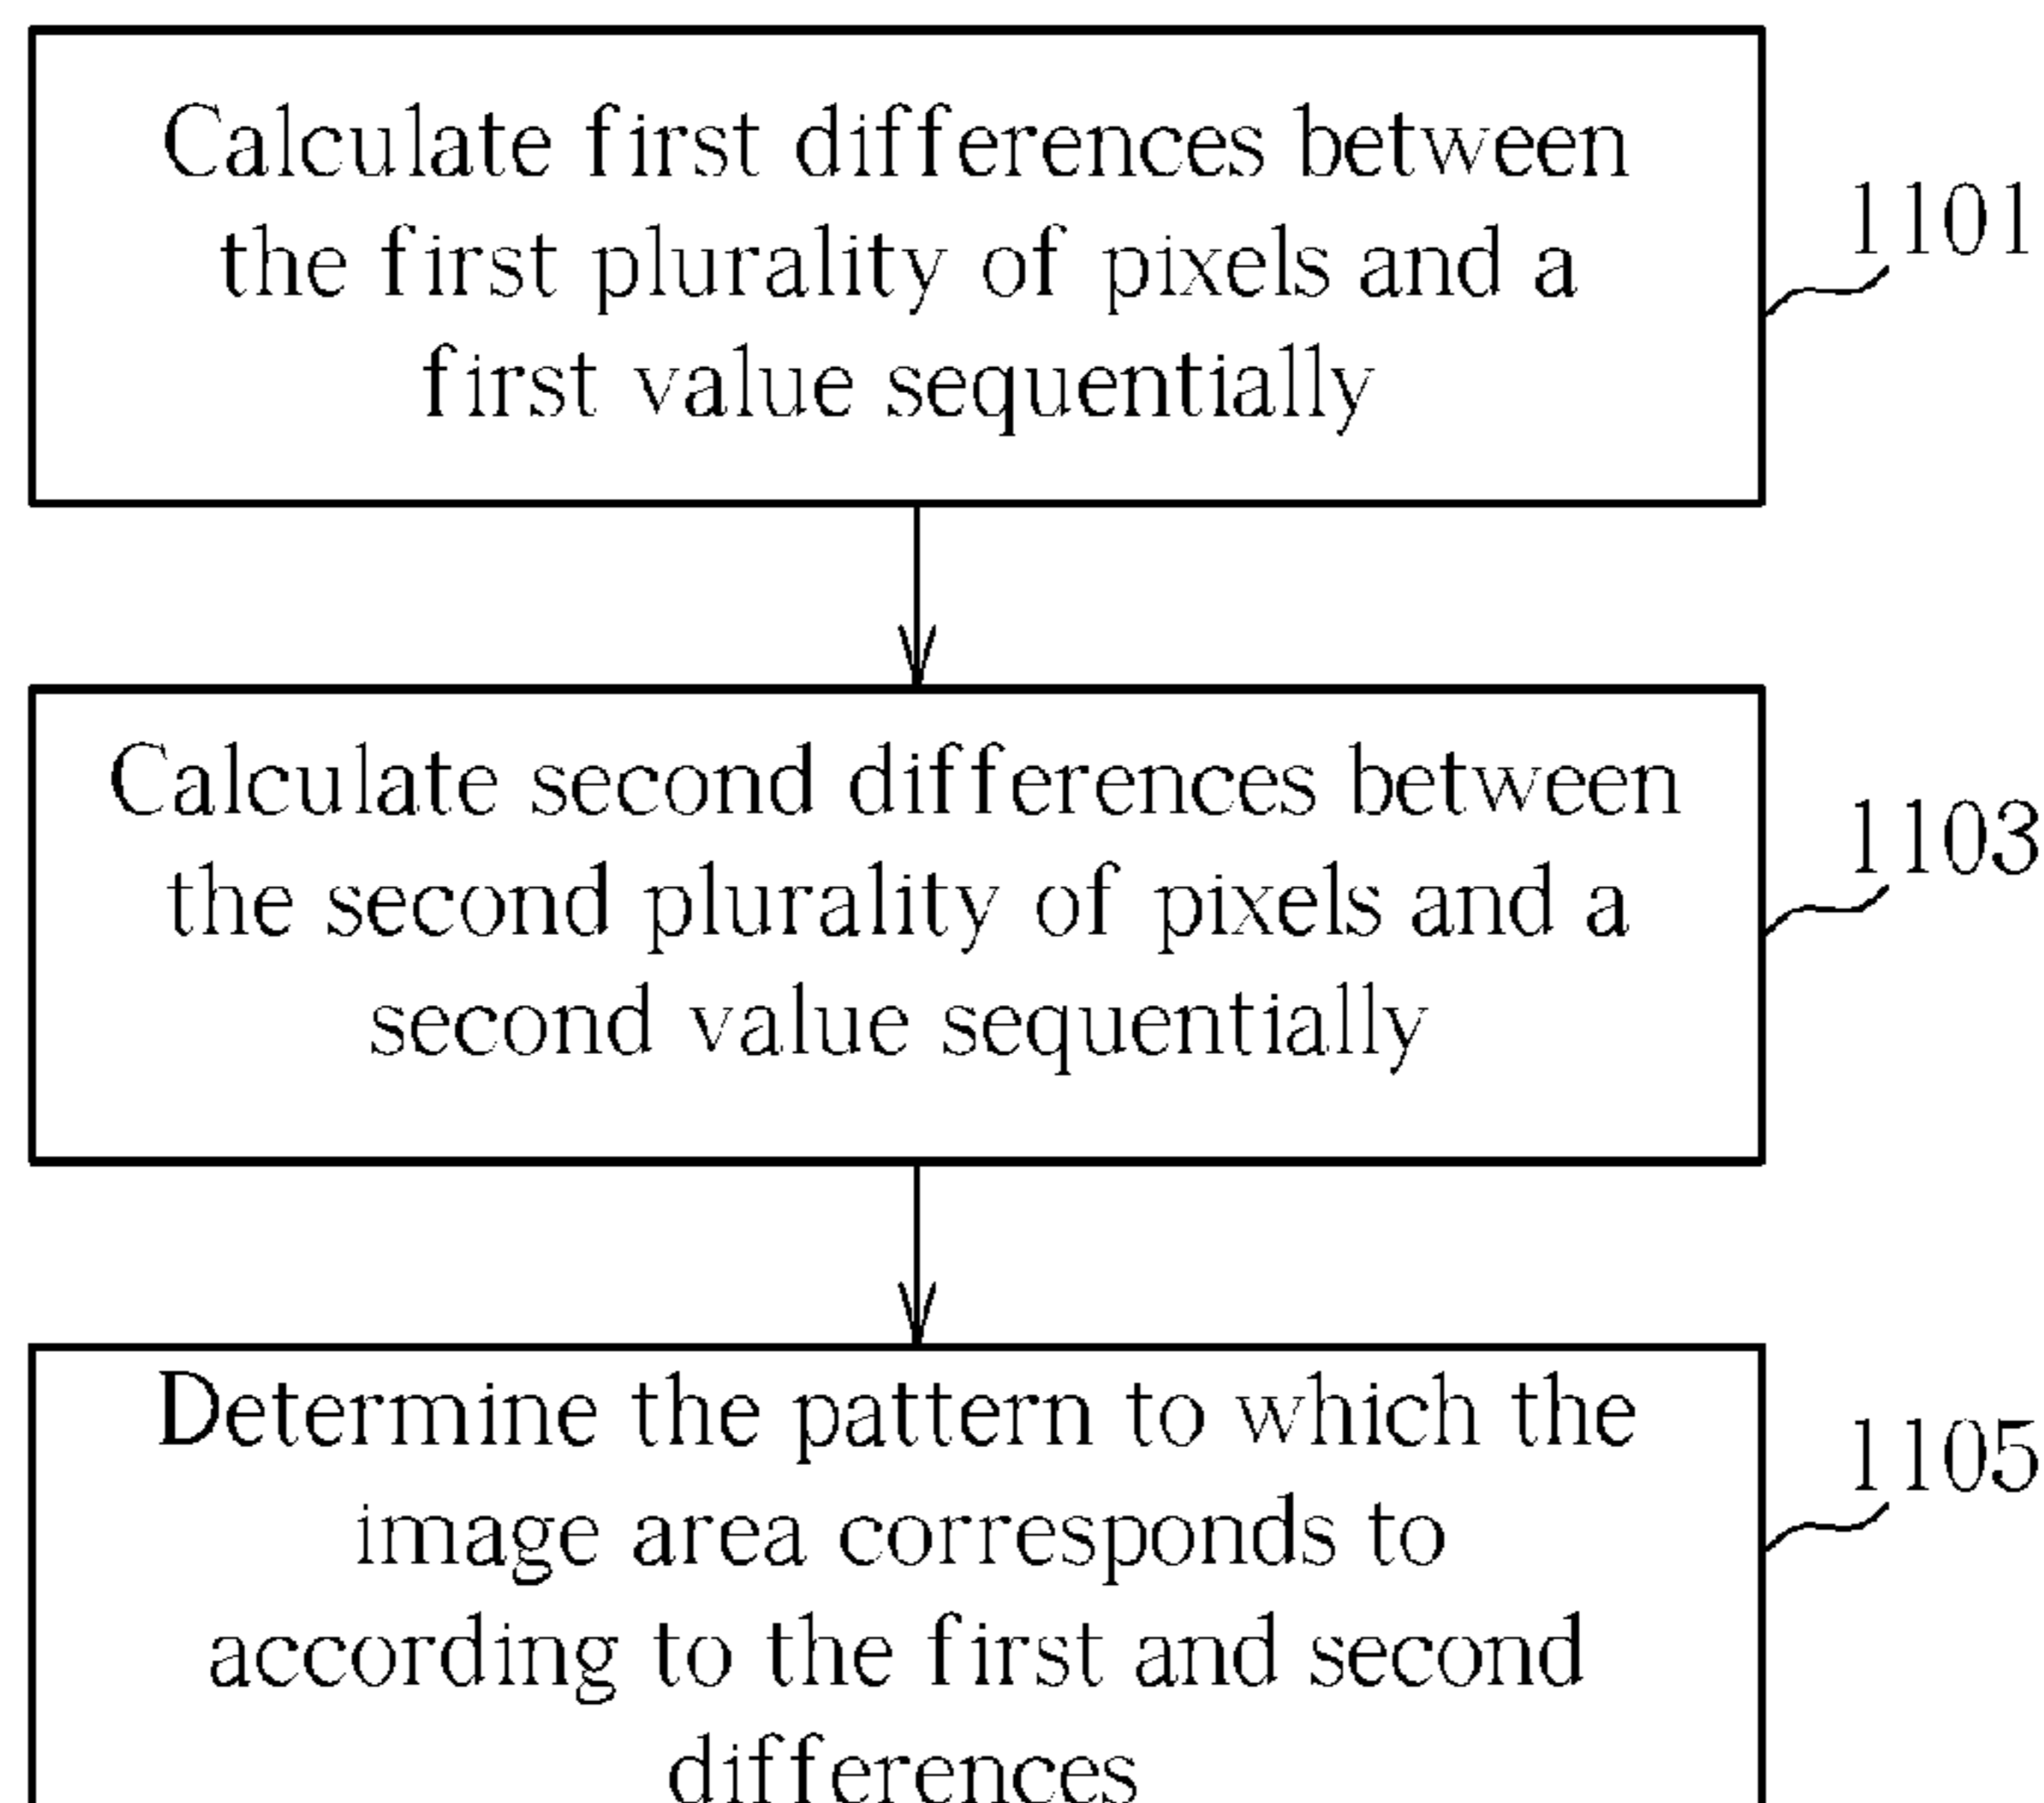 Calculate first differences between
the first plurality of pixels and a
first value sequentially
1101
Calculate second differences between
the second plurality of pixels and a
second value sequentially
1103
Determine the pattern to which the
image area corresponds to
according to the first and second
differences
1105